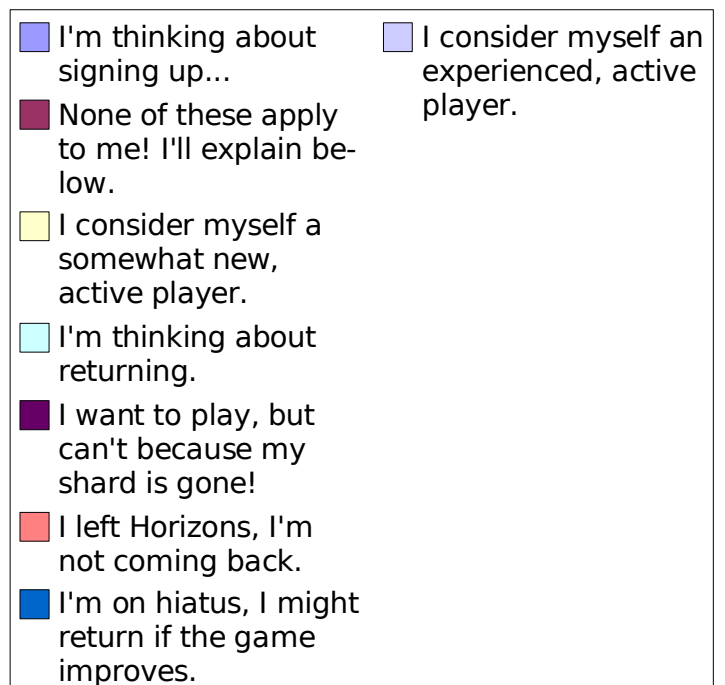 I'm thinking about
signing up...
None of these apply
to me! I'll explain be-
low.
I consider myself a
somewhat new,
active player.
I'm thinking about
returning.
I want to play, but
can't because my
shard is gone!
I left Horizons, I'm
not coming back.
I'm on hiatus, I might
return if the game
improves.
I consider myself an
experienced, active
player.